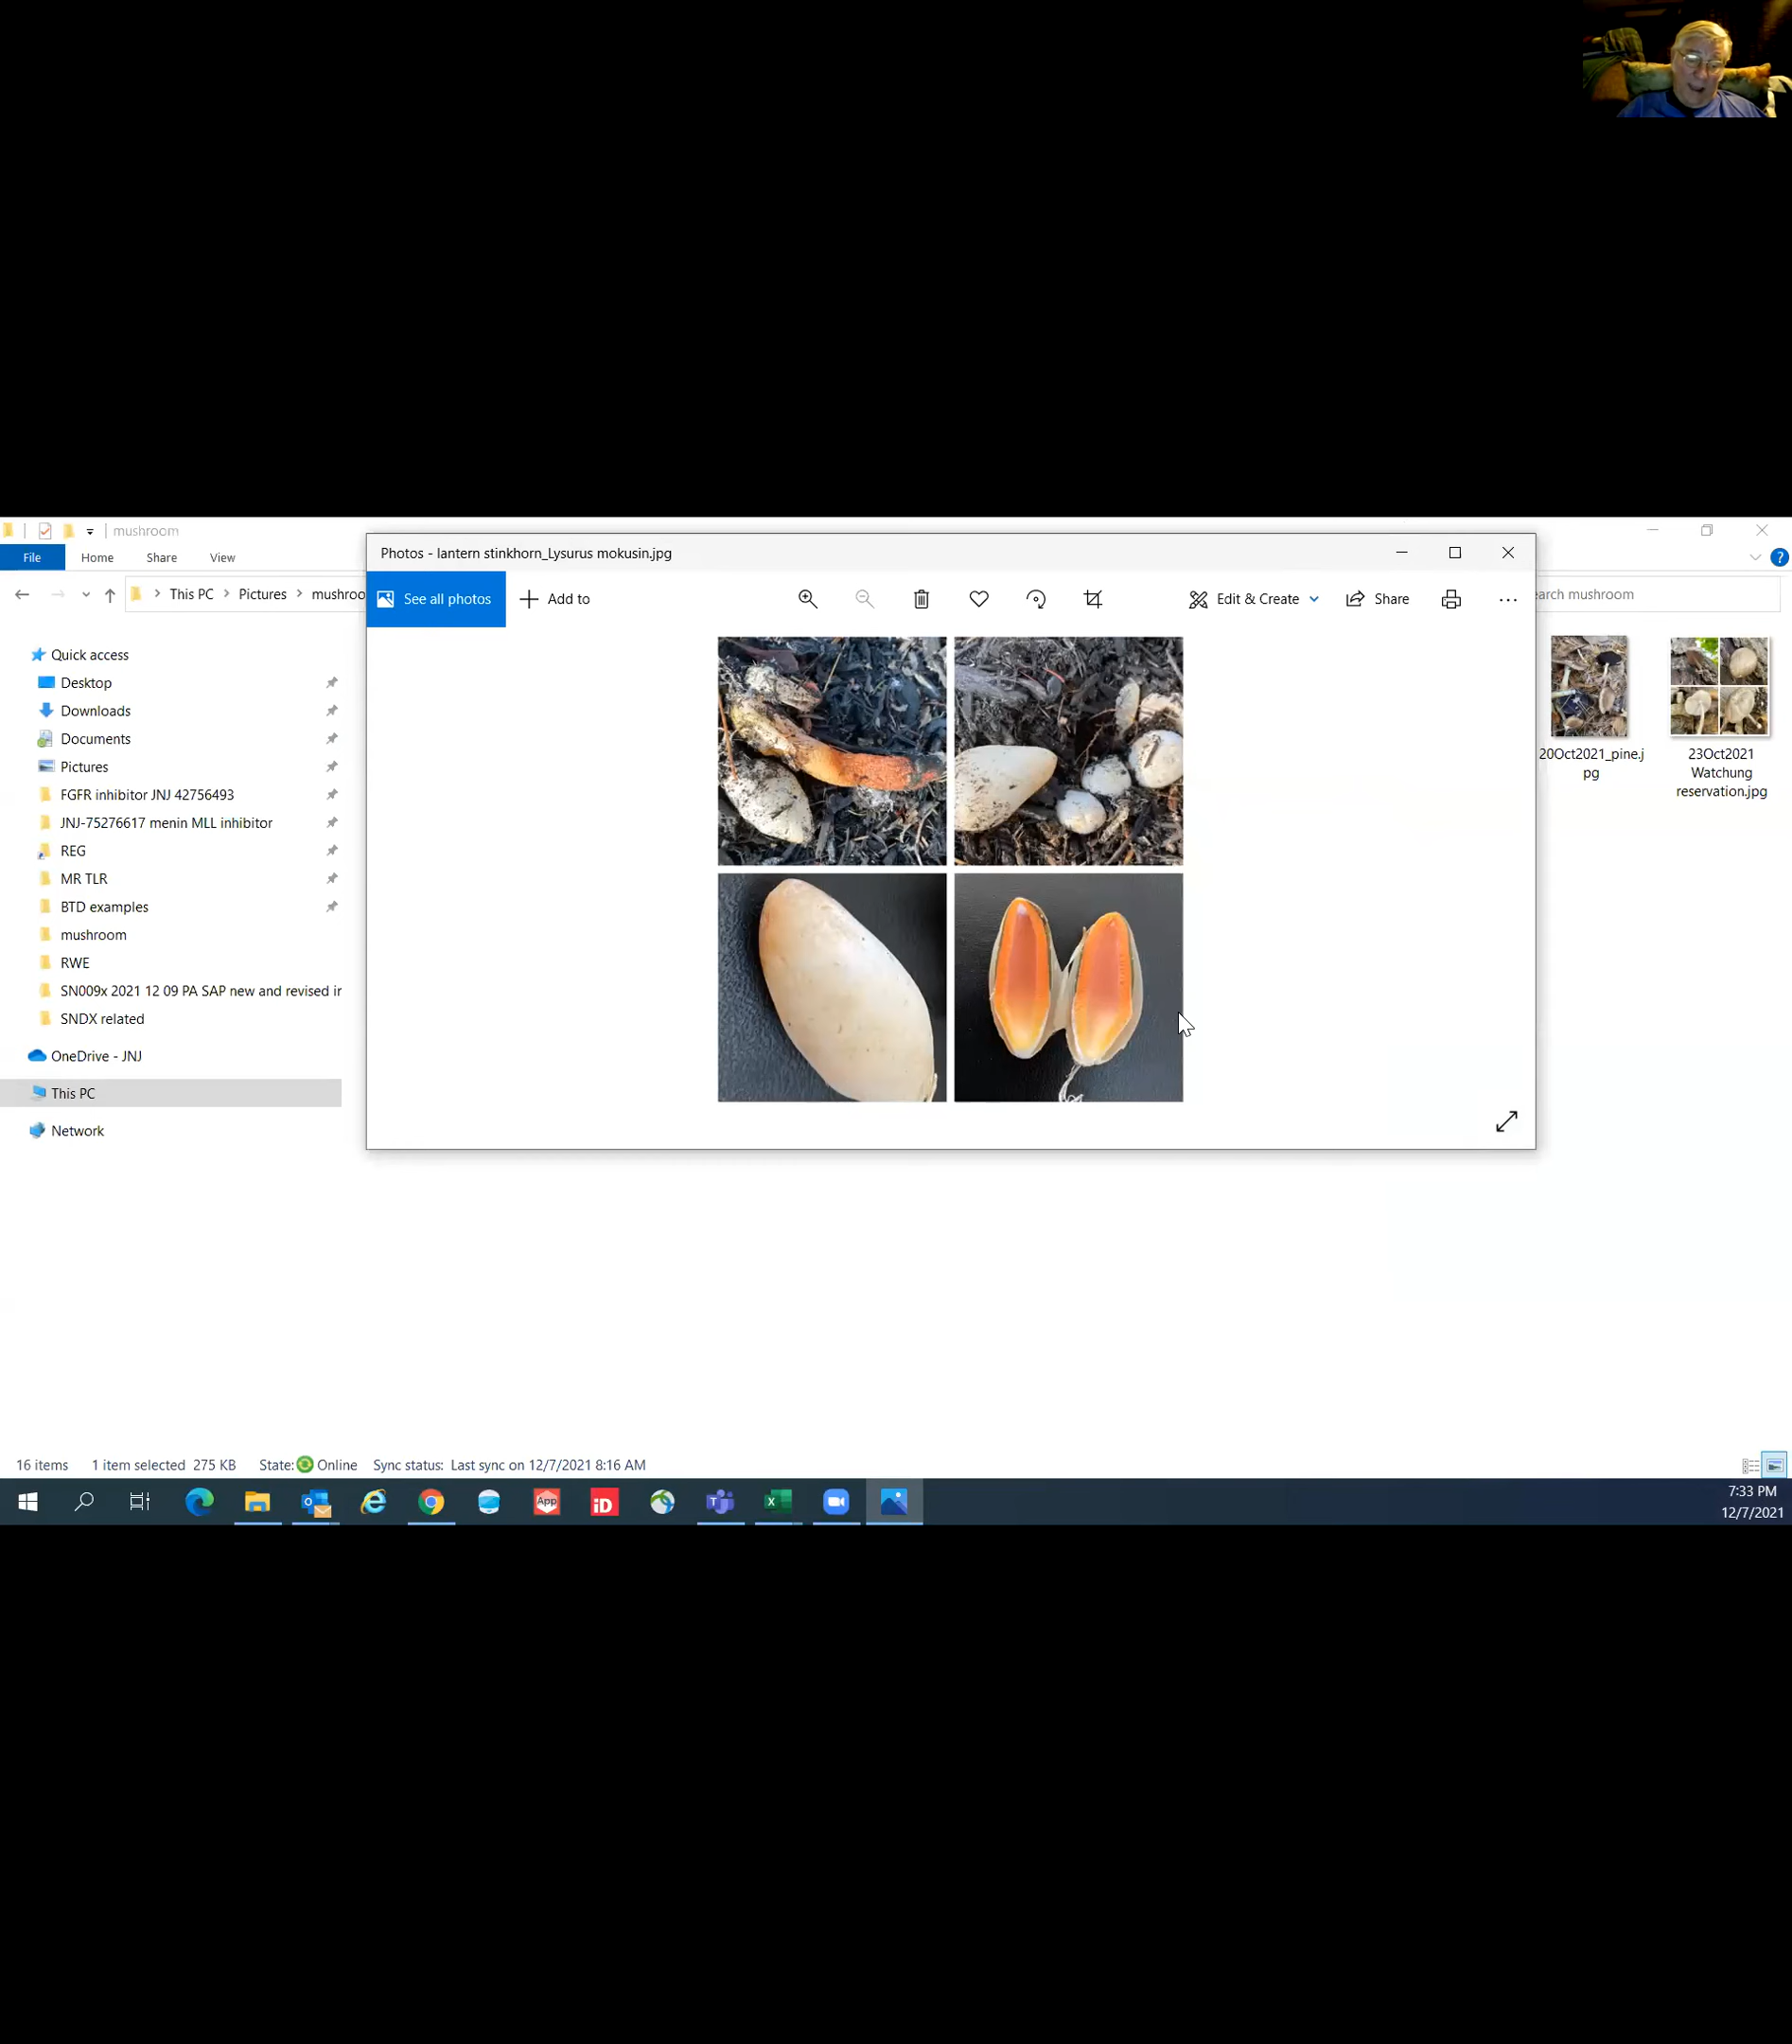 mushroom
File
Home
Share
View
This PC
Pictures
mushroo
Photos - lantern stinkhorn_Lysurus mokusin.jpg
See all photos
Add to
Edit & Create
Share
earch mushroom
Quick access
Desktop
Downloads
Documents
Pictures
FGFR inhibitor JNJ 42756493
JNJ-75276617 menin MLL inhibitor
REG
MR TLR
BTD examples
mushroom
RWE
SN009x 2021 12 09 PA SAP new and revised ir
SNDX related
OneDrive - JNJ
This PC
Network
20Oct2021_pine.j
pg
23Oct2021
Watchung
reservation.jpg
16 items 1 item selected 275 KB State: Online Sync status: Last sync on 12/7/2021 8:16 AM
App
iD
7:33 PM
12/7/2021